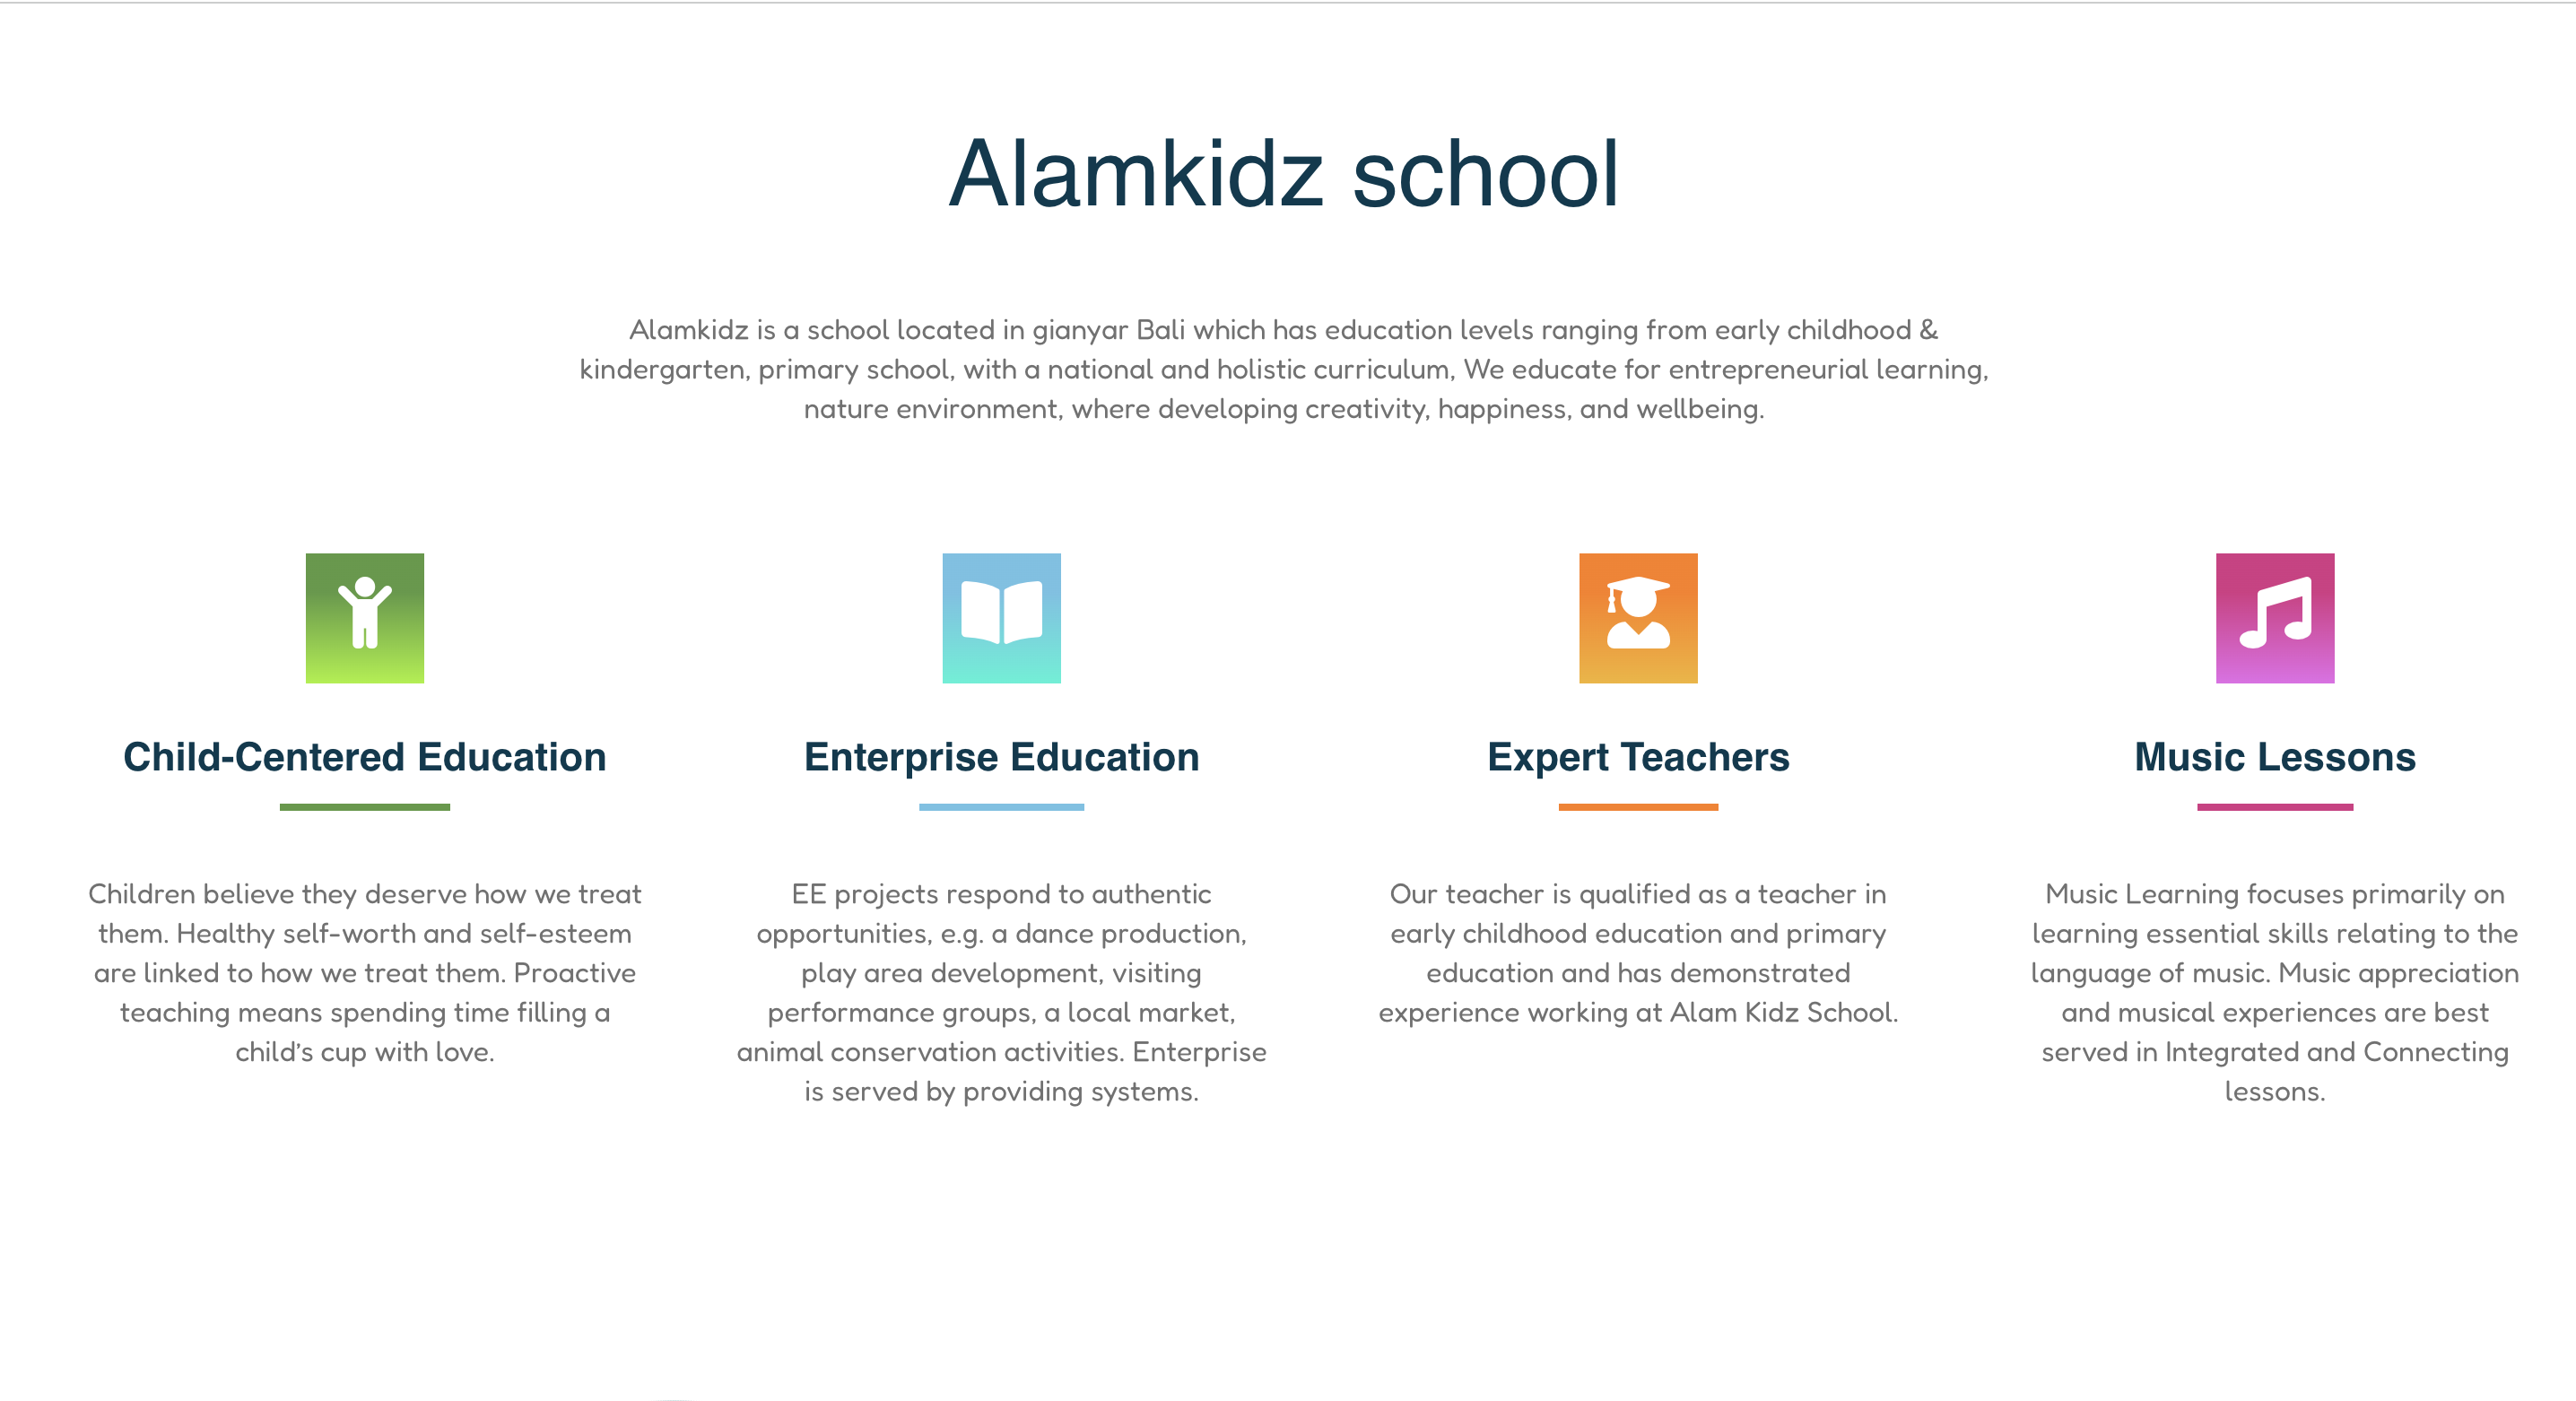 Alamkidz school
Alamkidz is a school located in gianyar Bali which has education levels ranging from early childhood &
kindergarten, primary school, with a national and holistic curriculum, We educate for entrepreneurial learning,
nature environment, where developing creativity, happiness, and wellbeing.
Child-Centered Education
Children believe they deserve how we treat
them. Healthy self-worth and self-esteem
are linked to how we treat them. Proactive
teaching means spending time filling a
child’s cup with love.
Enterprise Education
EE projects respond to authentic
opportunities, e.g. a dance production,
play area development, visiting
performance groups, a local market,
animal conservation activities. Enterprise
is served by providing systems.
Expert Teachers
Our teacher is qualified as a teacher in
early childhood education and primary
education and has demonstrated
experience working at Alam Kidz School.
Music Lessons
Music Learning focuses primarily on
learning essential skills relating to the
language of music. Music appreciation
and musical experiences are best
served in Integrated and Connecting
lessons.